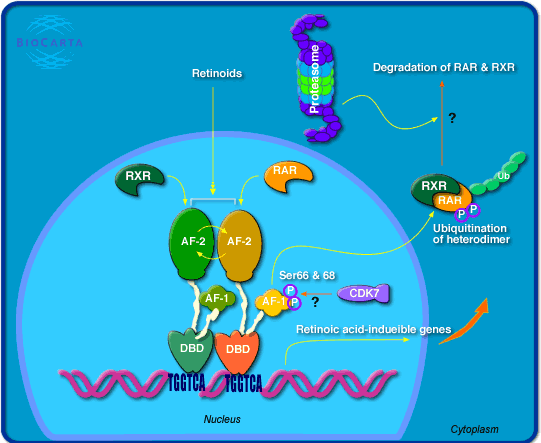 BIOCARTA
Retinoids
Proteasome
Degradation of RAR & RXR
?
RXR
RAR
RXR
RAR
P
P
Ub
Ubiquitination
of heterodimer
AF-2
AF-2
AF-1
AF-1
P
P
Ser66 & 68
CDK7
?
DBD
DBD
Retinoic acid-indueible genes
TGGTCA
TGGTCA
Nucleus
Cytoplasm